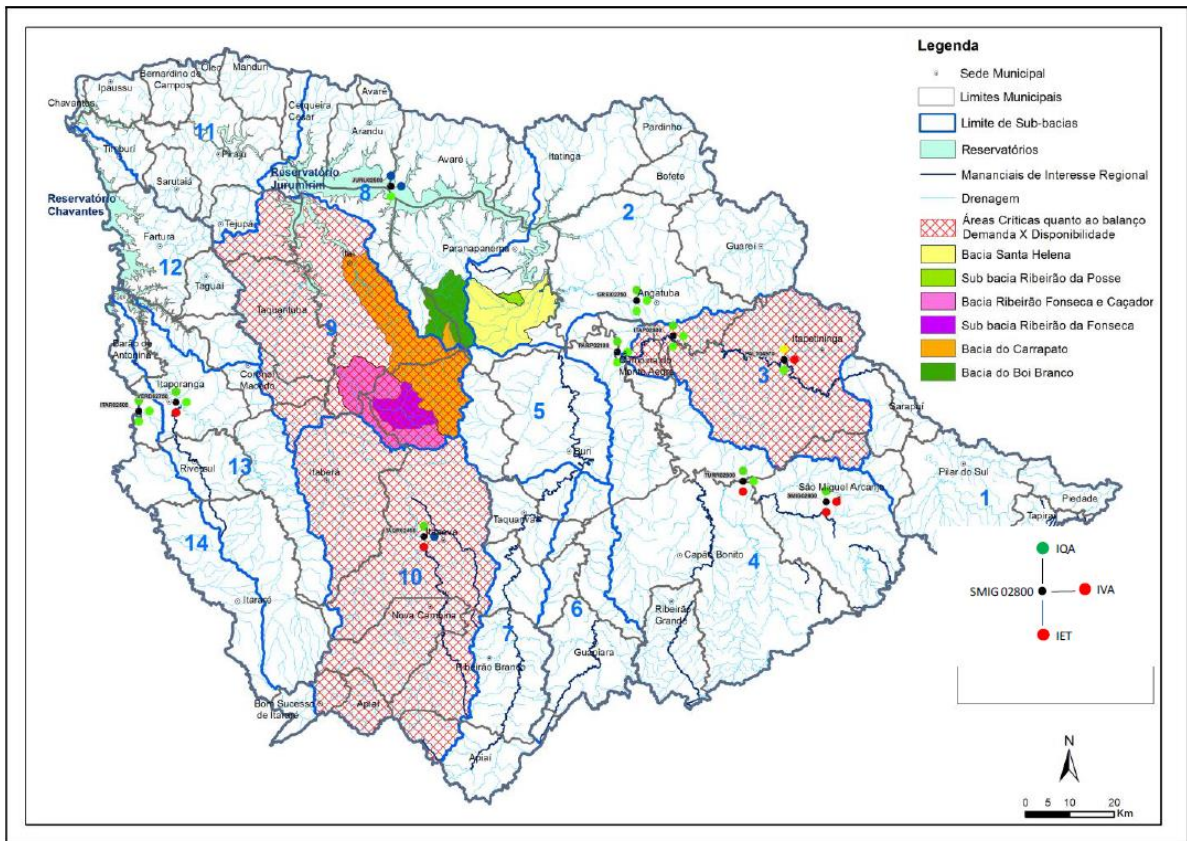 Legenda
Sede Municipal
Limites Municipais
Limite de Sub-bacias
Reservatórios
Mananciais de Interesse Regional
Drenagem
Áreas Críticas quanto ao balanço
Demanda X Disponibilidade
Bacia Santa Helena
Sub bacia Ribeirão da Posse
Bacia Ribeirão Fonseca e Caçador
Sub bacia Ribeirão da Fonseca
Bacia do Carrapato
Bacia do Boi Branco
Manduri
Óleo
Bernardino de
Campos
Ipaussu
Chavantes
Cerqueira
Cesar
Avaré
Arandu
Avaré
Itatinga
Pardinho
Bofete
11
Timburi
Piraju
Sarutaiá
Reservatório
Jurumirim
8
2
Reservatório
Chavantes
Tejupá
Fartura
Paranapanema
Guareí
12
Taguaí
Angatuba
Taquarituba
9
Itapetininga
3
Monte Alegre
Barão de
Antonina
Coronel
Macedo
Itaporanga
5
Sarapuí
Buri
Riversul
13
Itaberá
Pilar do Sul
1
Piedade
Tapiraí
São Miguel Arcanjo
14
10
Capão Bonito
4
Itararé
Nova Campina
6
Ribeirão
Grande
7
Ribeirão Branco
Guapiara
Bom Sucesso
de Itararé
Apiaí
Apiaí
IQA
SMIG 02800
IVA
IET
N
0 5 10 20
Km